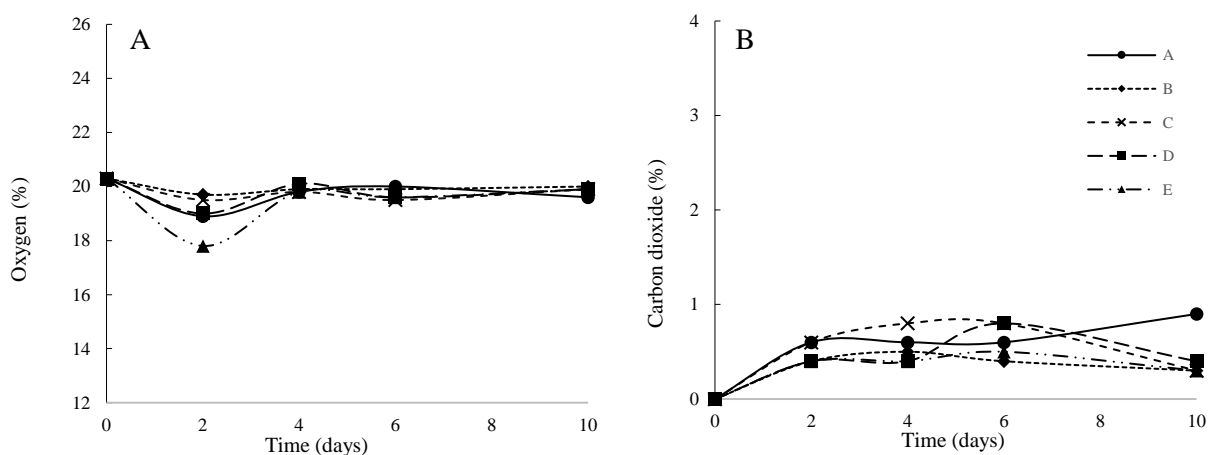 A
Oxygen (%)
26
24
22
20
18
16
14
12
0 2 4 6 8 10
Time (days)
B
Carbon dioxide (%)
4
3
2
1
0
0 2 4 6 8 10
Time (days)
A
B
C
D
E